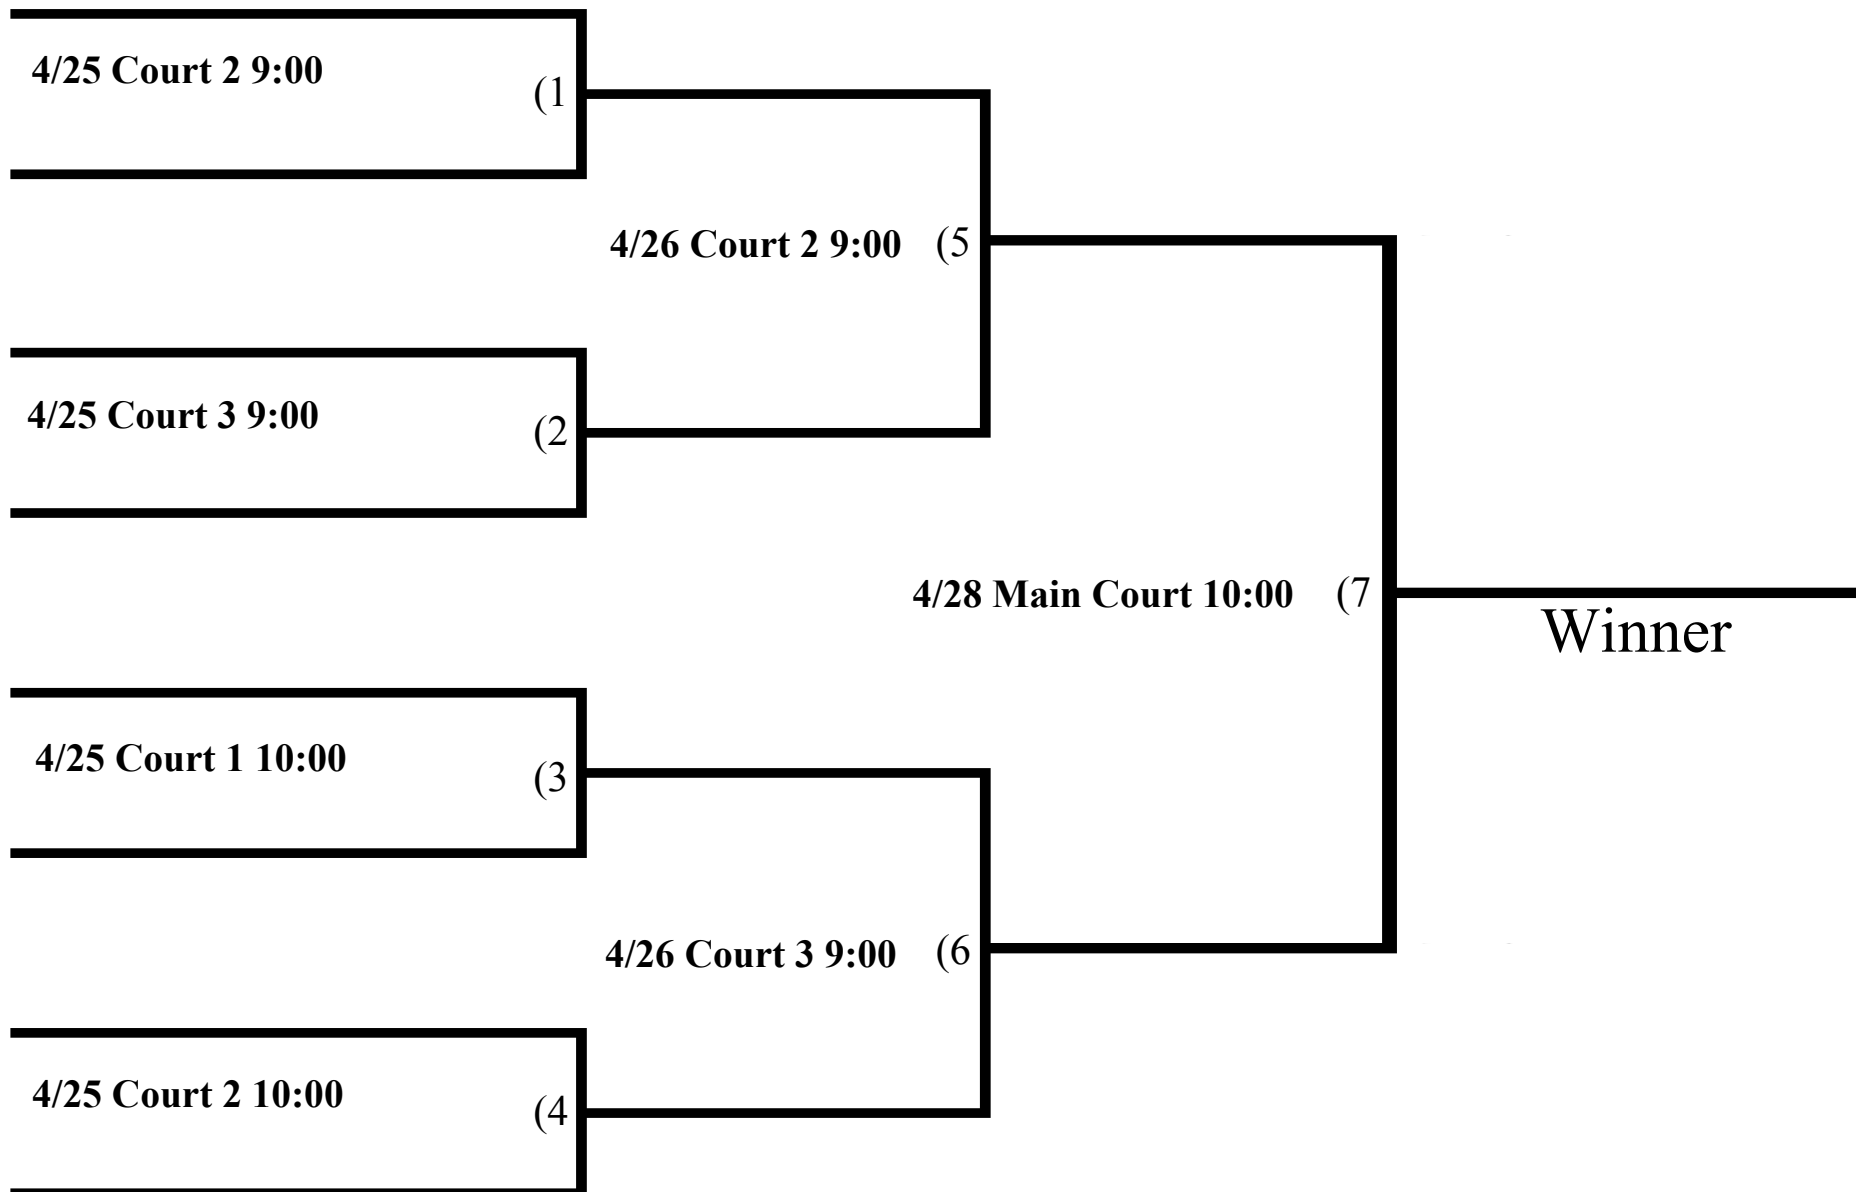 4/25 Court 2 9:00
(1
4/26 Court 2 9:00 (5
4/25 Court 3 9:00
(2
4/28 Main Court 10:00 (7
Winner
4/25 Court 1 10:00
(3
4/26 Court 3 9:00 (6
4/25 Court 2 10:00
(4